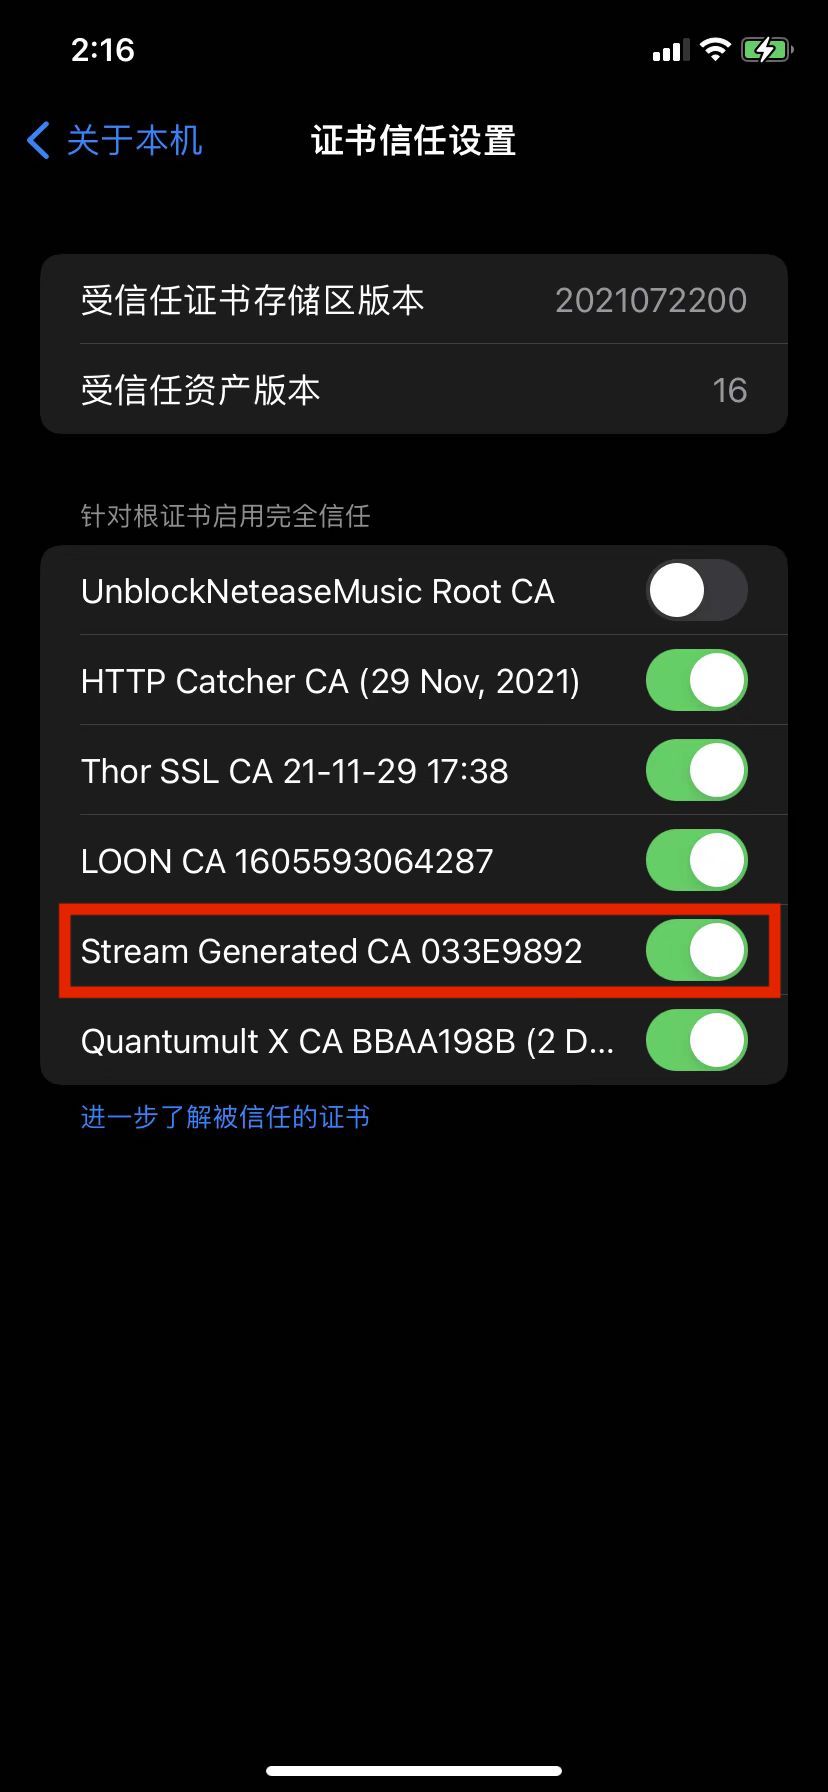 2:16
关于本机
证书信任设置
受信任证书存储区版本 2021072200
受信任资产版本 16
针对根证书启用完全信任
UnblockNeteaseMusic Root CA
HTTP Catcher CA (29 Nov, 2021)
Thor SSL CA 21-11-29 17:38
LOON CA 1605593064287
Stream Generated CA 033E9892
Quantumult X CA BBAA198B (2 D...
进一步了解被信任的证书